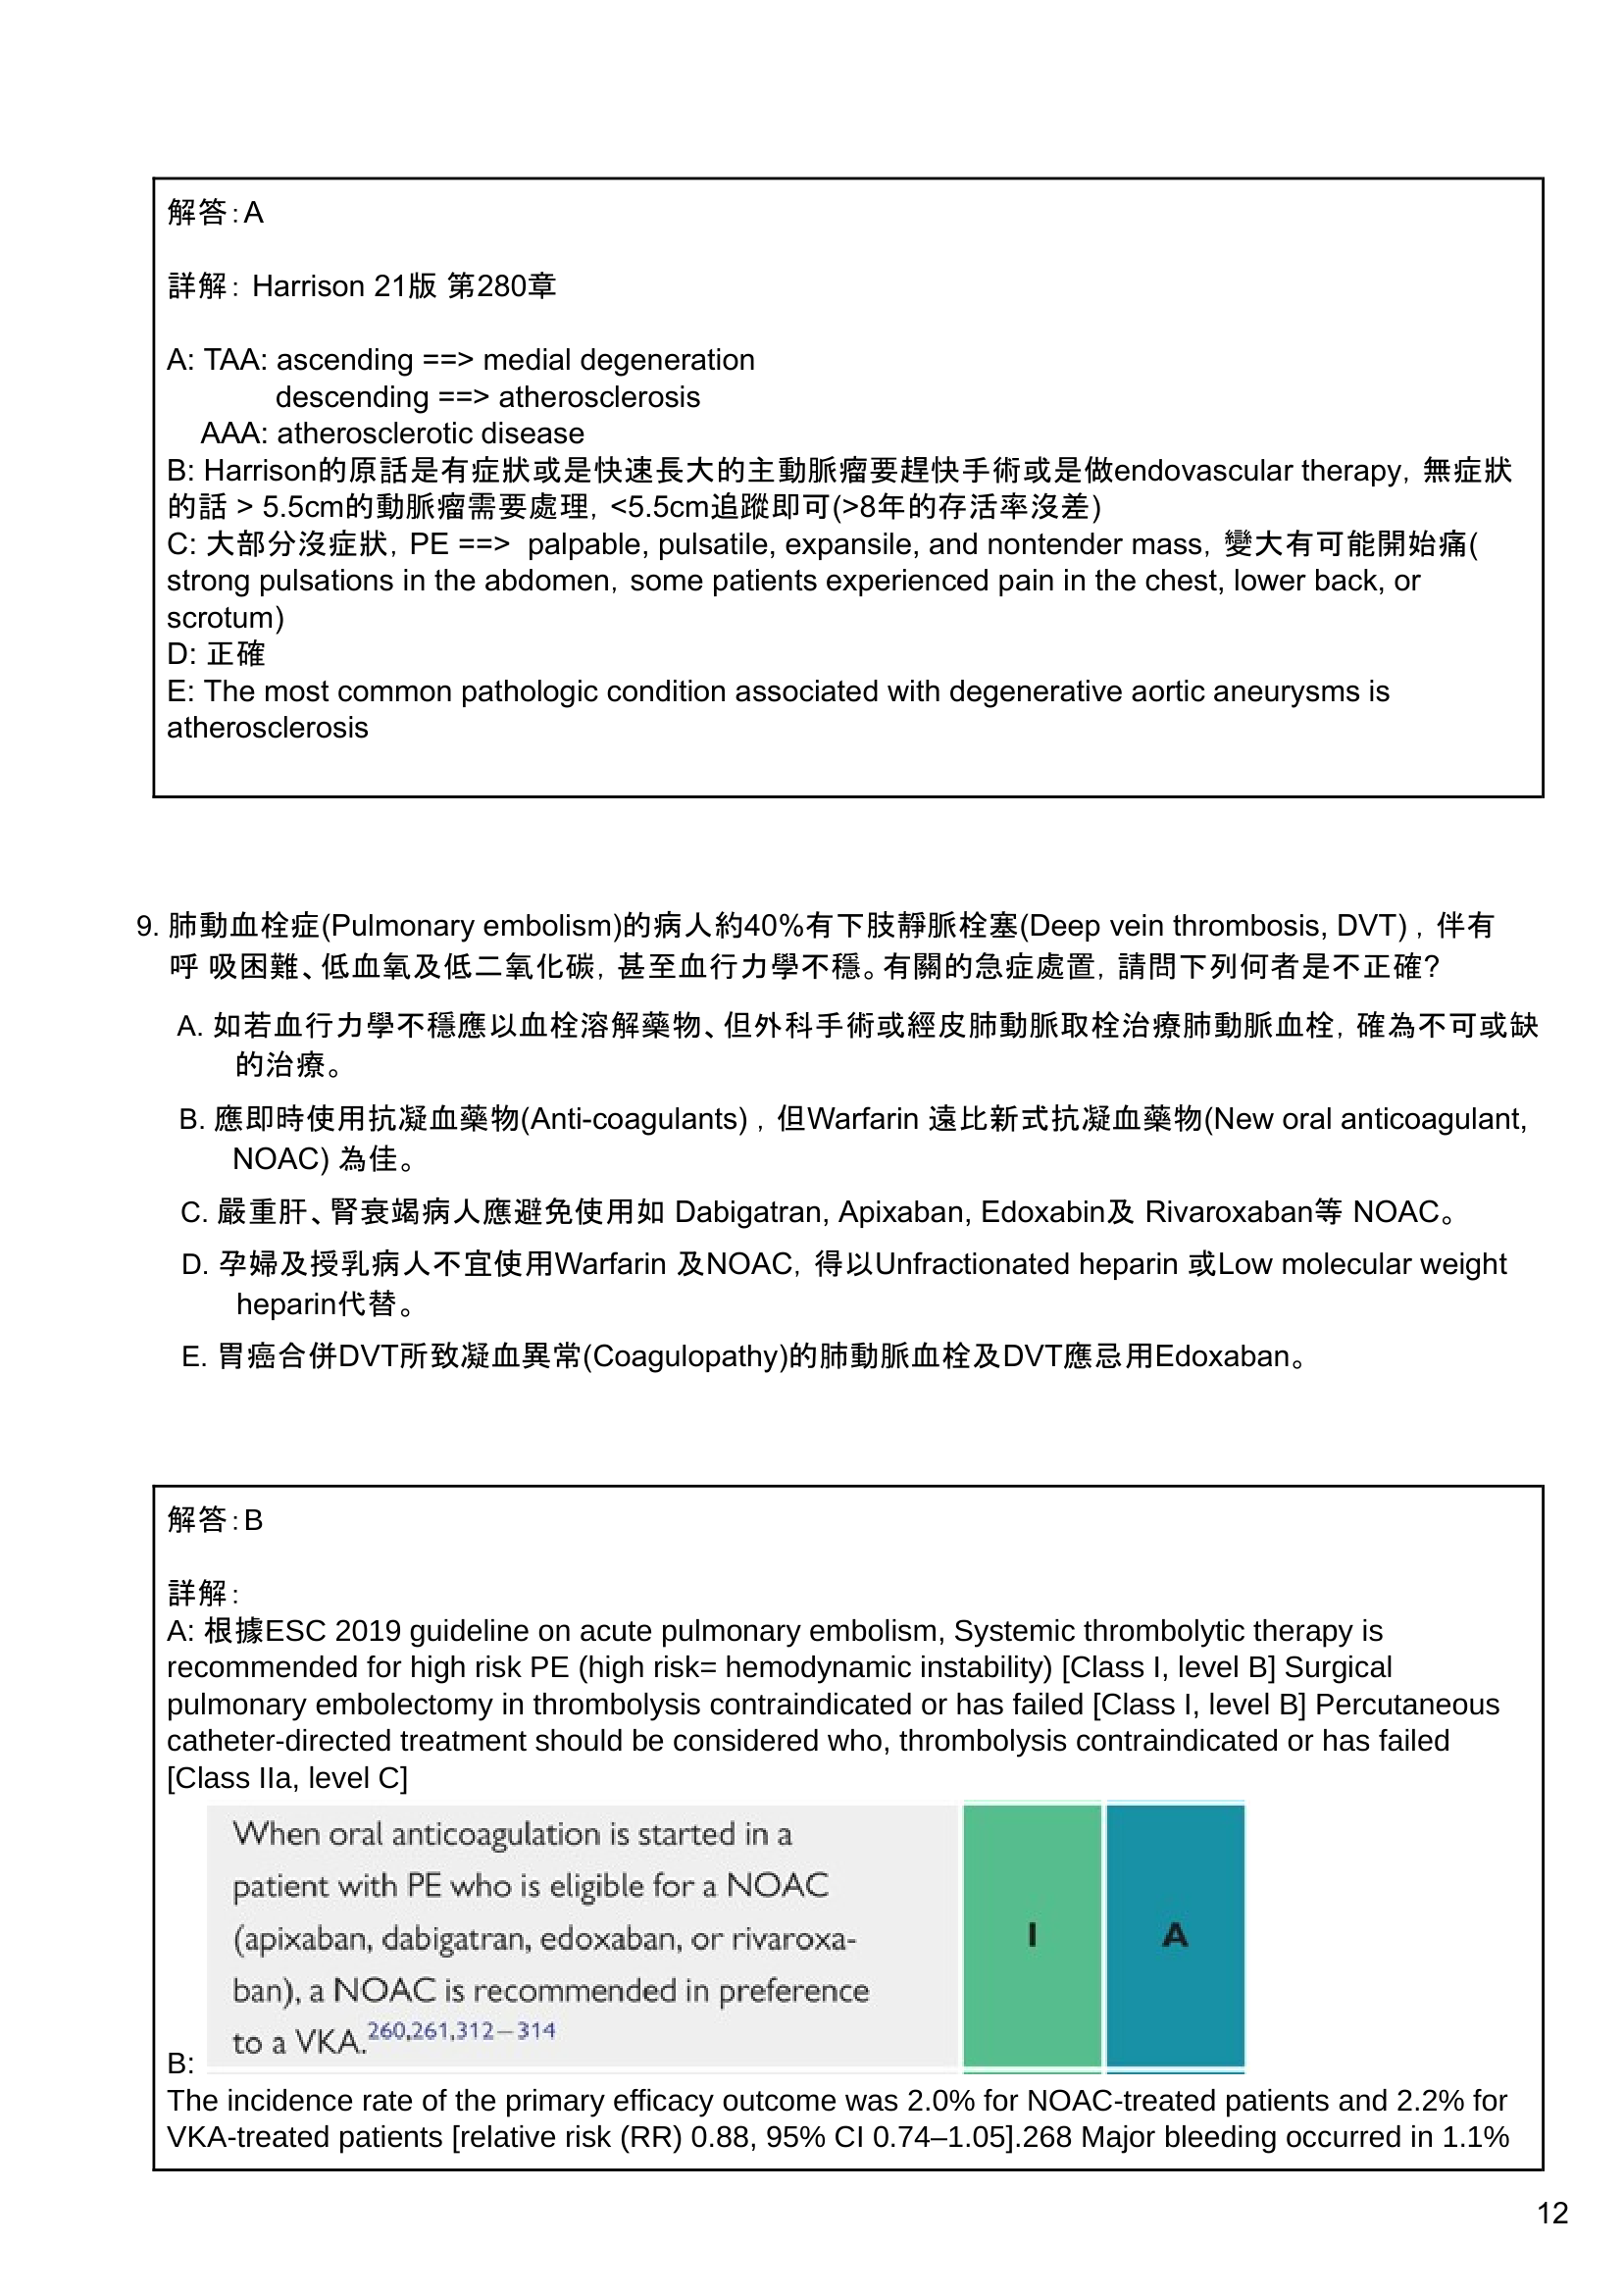 解答：A
詳解：Harrison 21版 第280章
A: TAA: ascending ==> medial degeneration
descending ==> atherosclerosis
AAA: atherosclerotic disease
B: Harrison的原話是有症狀或是快速長大的主動脈瘤要趕快手術或是做endovascular therapy，無症狀
的話 > 5.5cm的動脈瘤需要處理，<5.5cm追蹤即可(>8年的存活率沒差)
C: 大部分沒症狀，PE ==> palpable, pulsatile, expansile, and nontender mass，變大有可能開始痛(
strong pulsations in the abdomen，some patients experienced pain in the chest, lower back, or
scrotum)
D: 正確
E: The most common pathologic condition associated with degenerative aortic aneurysms is
atherosclerosis
9. 肺動血栓症(Pulmonary embolism)的病人約40%有下肢靜脈栓塞(Deep vein thrombosis, DVT)，伴有
呼 吸困難、低血氧及低二氧化碳，甚至血行力學不穩。有關的急症處置，請問下列何者是不正確?
A. 如若血行力學不穩應以血栓溶解藥物、但外科手術或經皮肺動脈取栓治療肺動脈血栓，確為不可或缺
的治療。
B. 應即時使用抗凝血藥物(Anti-coagulants)，但Warfarin 遠比新式抗凝血藥物(New oral anticoagulant,
NOAC) 為佳。
C. 嚴重肝、腎衰竭病人應避免使用如 Dabigatran, Apixaban, Edoxabin及 Rivaroxaban等 NOAC。
D. 孕婦及授乳病人不宜使用Warfarin 及NOAC，得以Unfractionated heparin 或Low molecular weight
heparin代替。
E. 胃癌合併DVT所致凝血異常(Coagulopathy)的肺動脈血栓及DVT應忌用Edoxaban。
解答：B
詳解：
A: 根據ESC 2019 guideline on acute pulmonary embolism, Systemic thrombolytic therapy is
recommended for high risk PE (high risk= hemodynamic instability) [Class I, level B] Surgical
pulmonary embolectomy in thrombolysis contraindicated or has failed [Class I, level B] Percutaneous
catheter-directed treatment should be considered who, thrombolysis contraindicated or has failed
[Class IIa, level C]
When oral anticoagulation is started in a
patient with PE who is eligible for a NOAC
(apixaban, dabigatran, edoxaban, or rivaroxa-
ban), a NOAC is recommended in preference
to a VKA.260,261,312–314
I
A
B:
The incidence rate of the primary efficacy outcome was 2.0% for NOAC-treated patients and 2.2% for
VKA-treated patients [relative risk (RR) 0.88, 95% CI 0.74–1.05].268 Major bleeding occurred in 1.1%
12